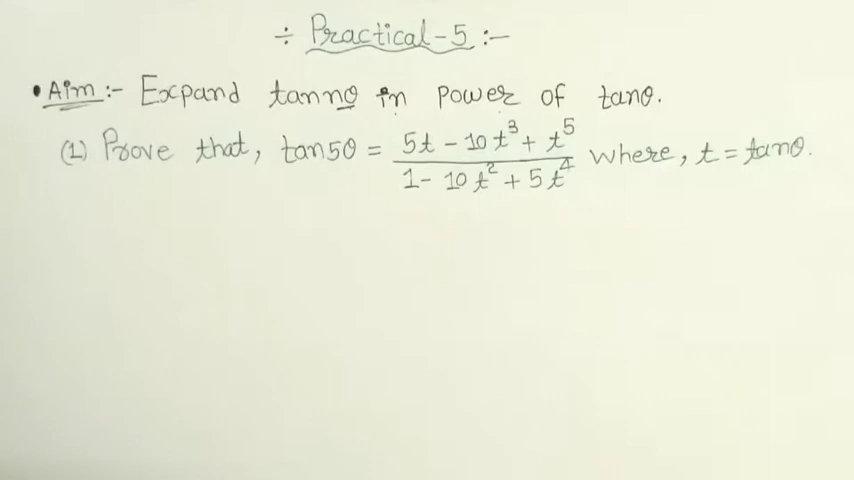 ÷ Practical-5 :-
• Aim :- Expand tannθ in power of tanθ.
(1) Prove that, tan5θ = (5t - 10t³ + t⁵)/(1 - 10t² + 5t⁴) where, t = tanθ.